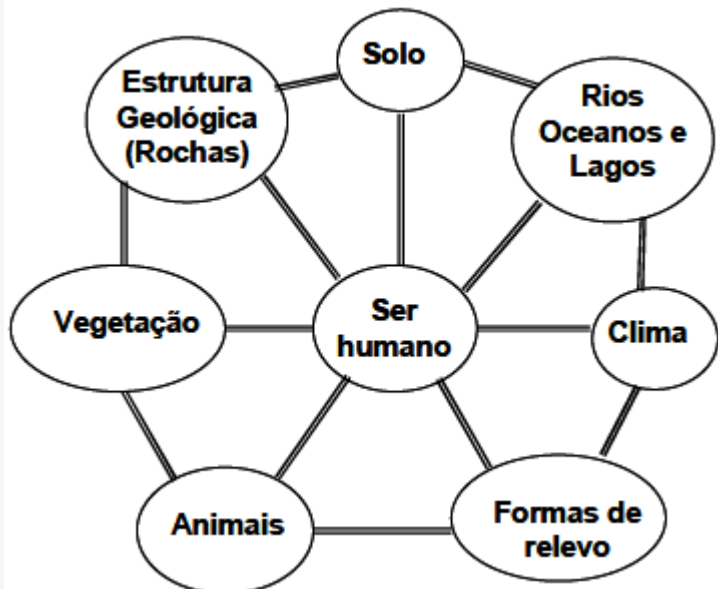 Solo
Estrutura
Geológica
(Rochas)
Rios
Oceanos e
Lagos
Vegetação
Ser
humano
Clima
Animais
Formas de
relevo